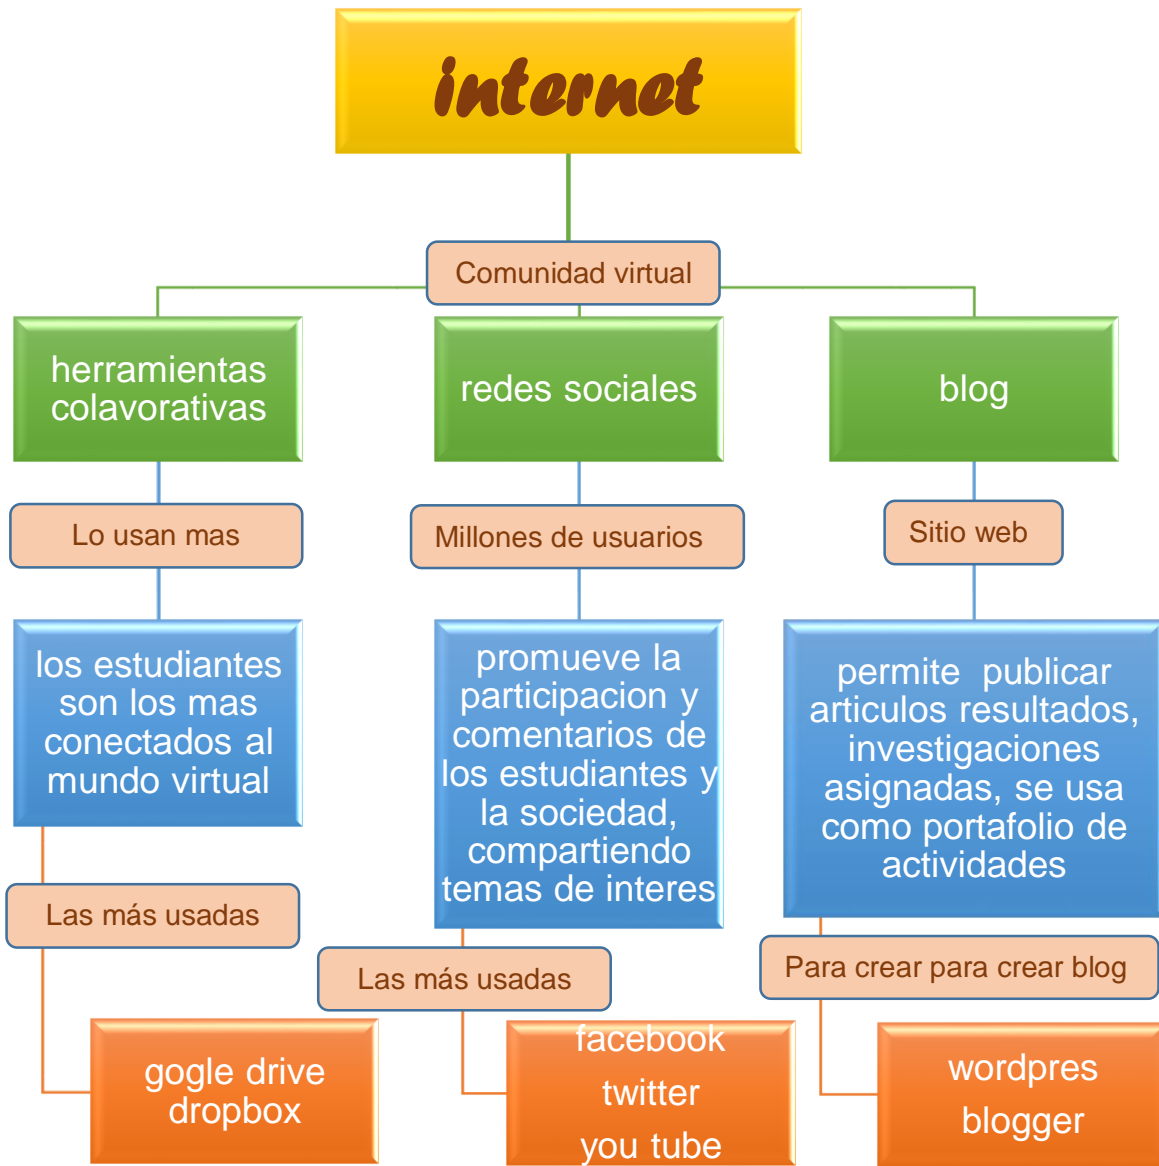 internet
Comunidad virtual
herramientas
colavorativas
redes sociales
blog
Lo usan mas
Millones de usuarios
Sitio web
los estudiantes
son los mas
conectados al
mundo virtual
promueve la
participacion y
comentarios de
los estudiantes y
la sociedad,
compartiendo
temas de interes
permite publicar
articulos resultados,
investigaciones
asignadas, se usa
como portafolio de
actividades
Las más usadas
Las más usadas
Para crear para crear blog
gogle drive
dropbox
facebook
twitter
you tube
wordpres
blogger